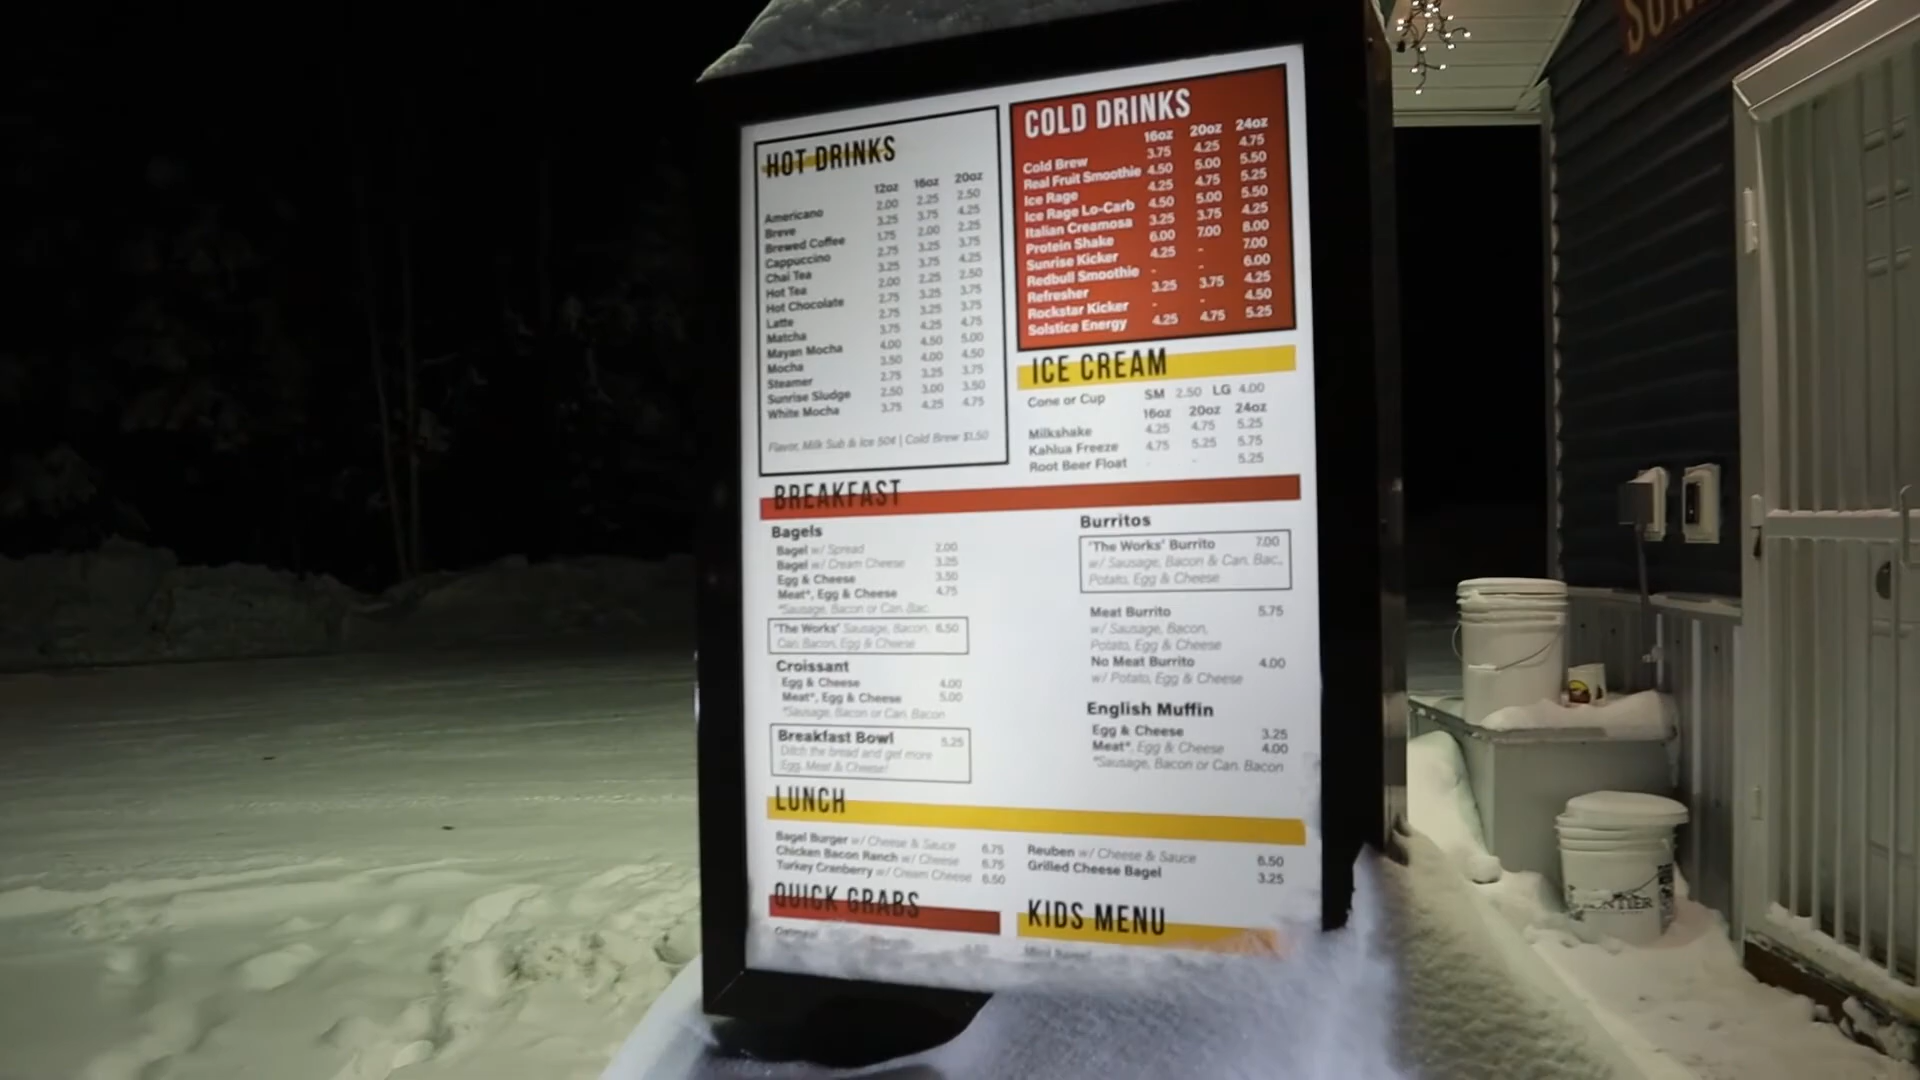 SUN
HOT DRINKS
12oz 16oz 20oz
Americano 2.00 2.25 2.50
Breve 3.25 3.75 4.25
Brewed Coffee 1.75 2.00 2.25
Cappuccino 2.75 3.25 3.75
Chai Tea 3.25 3.75 4.25
Hot Tea 2.00 2.25 2.50
Hot Chocolate 2.75 3.25 3.75
Latte 2.75 3.25 3.75
Matcha 3.75 4.25 4.75
Mayan Mocha 4.00 4.50 5.00
Mocha 3.50 4.00 4.50
Steamer 2.75 3.25 3.75
Sunrise Sludge 2.50 3.00 3.50
White Mocha 3.75 4.25 4.75
Flavor, Milk Sub & Ice 50¢ | Cold Brew $1.50
COLD DRINKS
16oz 20oz 24oz
Cold Brew 3.75 4.25 4.75
Real Fruit Smoothie 4.50 5.00 5.50
Ice Rage 4.25 4.75 5.25
Ice Rage Lo-Carb 4.50 5.00 5.50
Italian Creamosa 3.25 3.75 4.25
Protein Shake 6.00 7.00 8.00
Sunrise Kicker 4.25 - 7.00
Redbull Smoothie - - 6.00
Refresher 3.25 3.75 4.25
Rockstar Kicker - - 4.50
Solstice Energy 4.25 4.75 5.25
ICE CREAM
Cone or Cup SM 2.50 LG 4.00
16oz 20oz 24oz
Milkshake 4.25 4.75 5.25
Kahlua Freeze 4.75 5.25 5.75
Root Beer Float - - 5.25
BREAKFAST
Bagels
Bagel w/ Spread 2.00
Bagel w/ Cream Cheese 3.25
Egg & Cheese 3.50
Meat*, Egg & Cheese 4.75
*Sausage, Bacon or Can. Bac.
'The Works' Sausage, Bacon, 6.50
Can. Bacon, Egg & Cheese
Croissant
Egg & Cheese 4.00
Meat*, Egg & Cheese 5.00
*Sausage, Bacon or Can. Bacon
Breakfast Bowl 5.25
Ditch the bread and get more
Egg, Meat & Cheese!
Burritos
'The Works' Burrito 7.00
w/ Sausage, Bacon & Can. Bac.,
Potato, Egg & Cheese
Meat Burrito 5.75
w/ Sausage, Bacon,
Potato, Egg & Cheese
No Meat Burrito 4.00
w/ Potato, Egg & Cheese
English Muffin
Egg & Cheese 3.25
Meat*, Egg & Cheese 4.00
*Sausage, Bacon or Can. Bacon
LUNCH
Bagel Burger w/ Cheese & Sauce 6.75
Chicken Bacon Ranch w/ Cheese 6.75
Turkey Cranberry w/ Cream Cheese 6.50
Reuben w/ Cheese & Sauce 6.50
Grilled Cheese Bagel 3.25
QUICK GRABS
Oatmeal
KIDS MENU
Mini Bagel